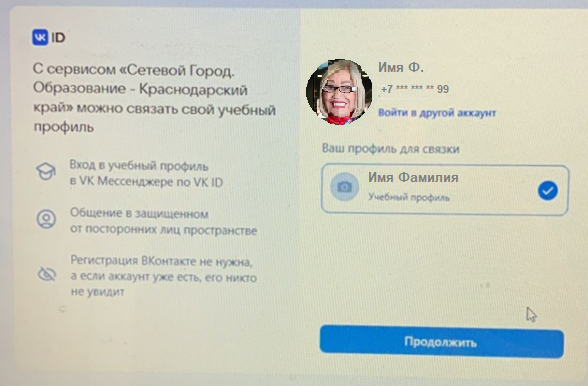 VK ID
С сервисом «Сетевой Город.
Образование - Краснодарский
край» можно связать свой учебный
профиль
Вход в учебный профиль
в VK Мессенджере по VK ID
Общение в защищенном
от посторонних лиц пространстве
Регистрация ВКонтакте не нужна,
а если аккаунт уже есть, его никто
не увидит
Имя Ф.
+7 *** *** ** 99
Войти в другой аккаунт
Ваш профиль для связки
Имя Фамилия
Учебный профиль
Продолжить